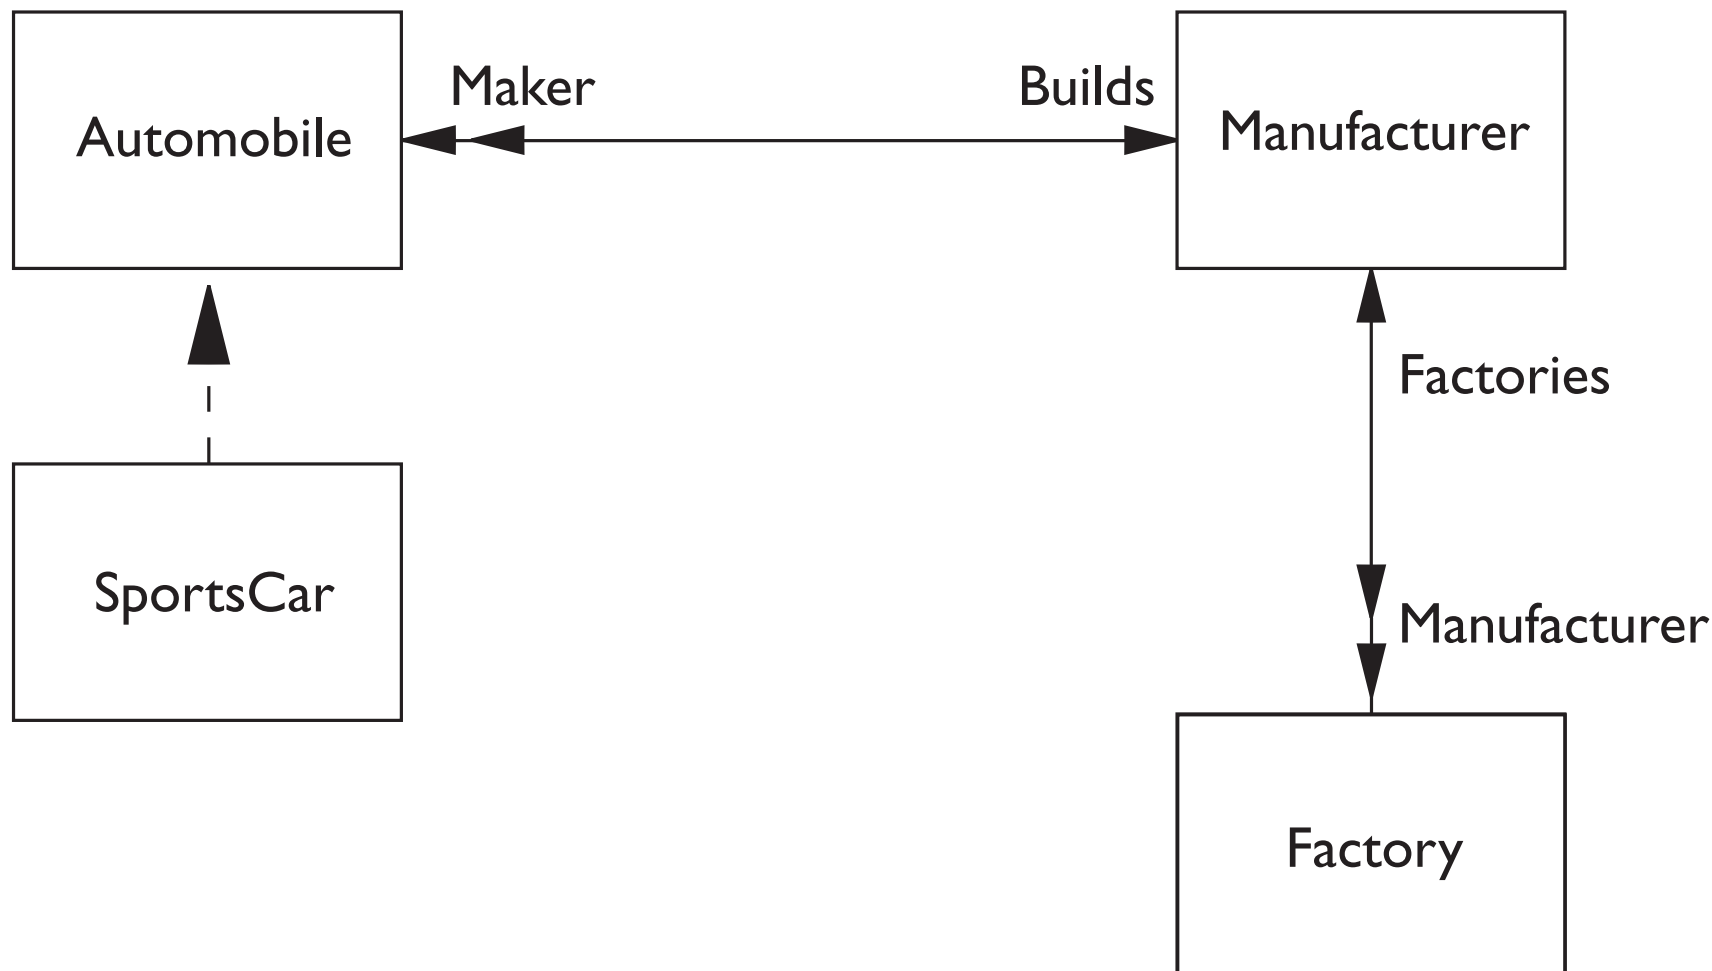 Maker
Builds
Automobile
Manufacturer
Factories
SportsCar
Manufacturer
Factory